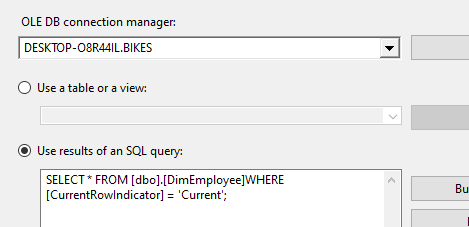 OLE DB connection manager:
DESKTOP-O8R44IL.BIKES
Use a table or a view:
Use results of an SQL query:
SELECT * FROM [dbo].[DimEmployee]WHERE
[CurrentRowIndicator] = 'Current';
Bu